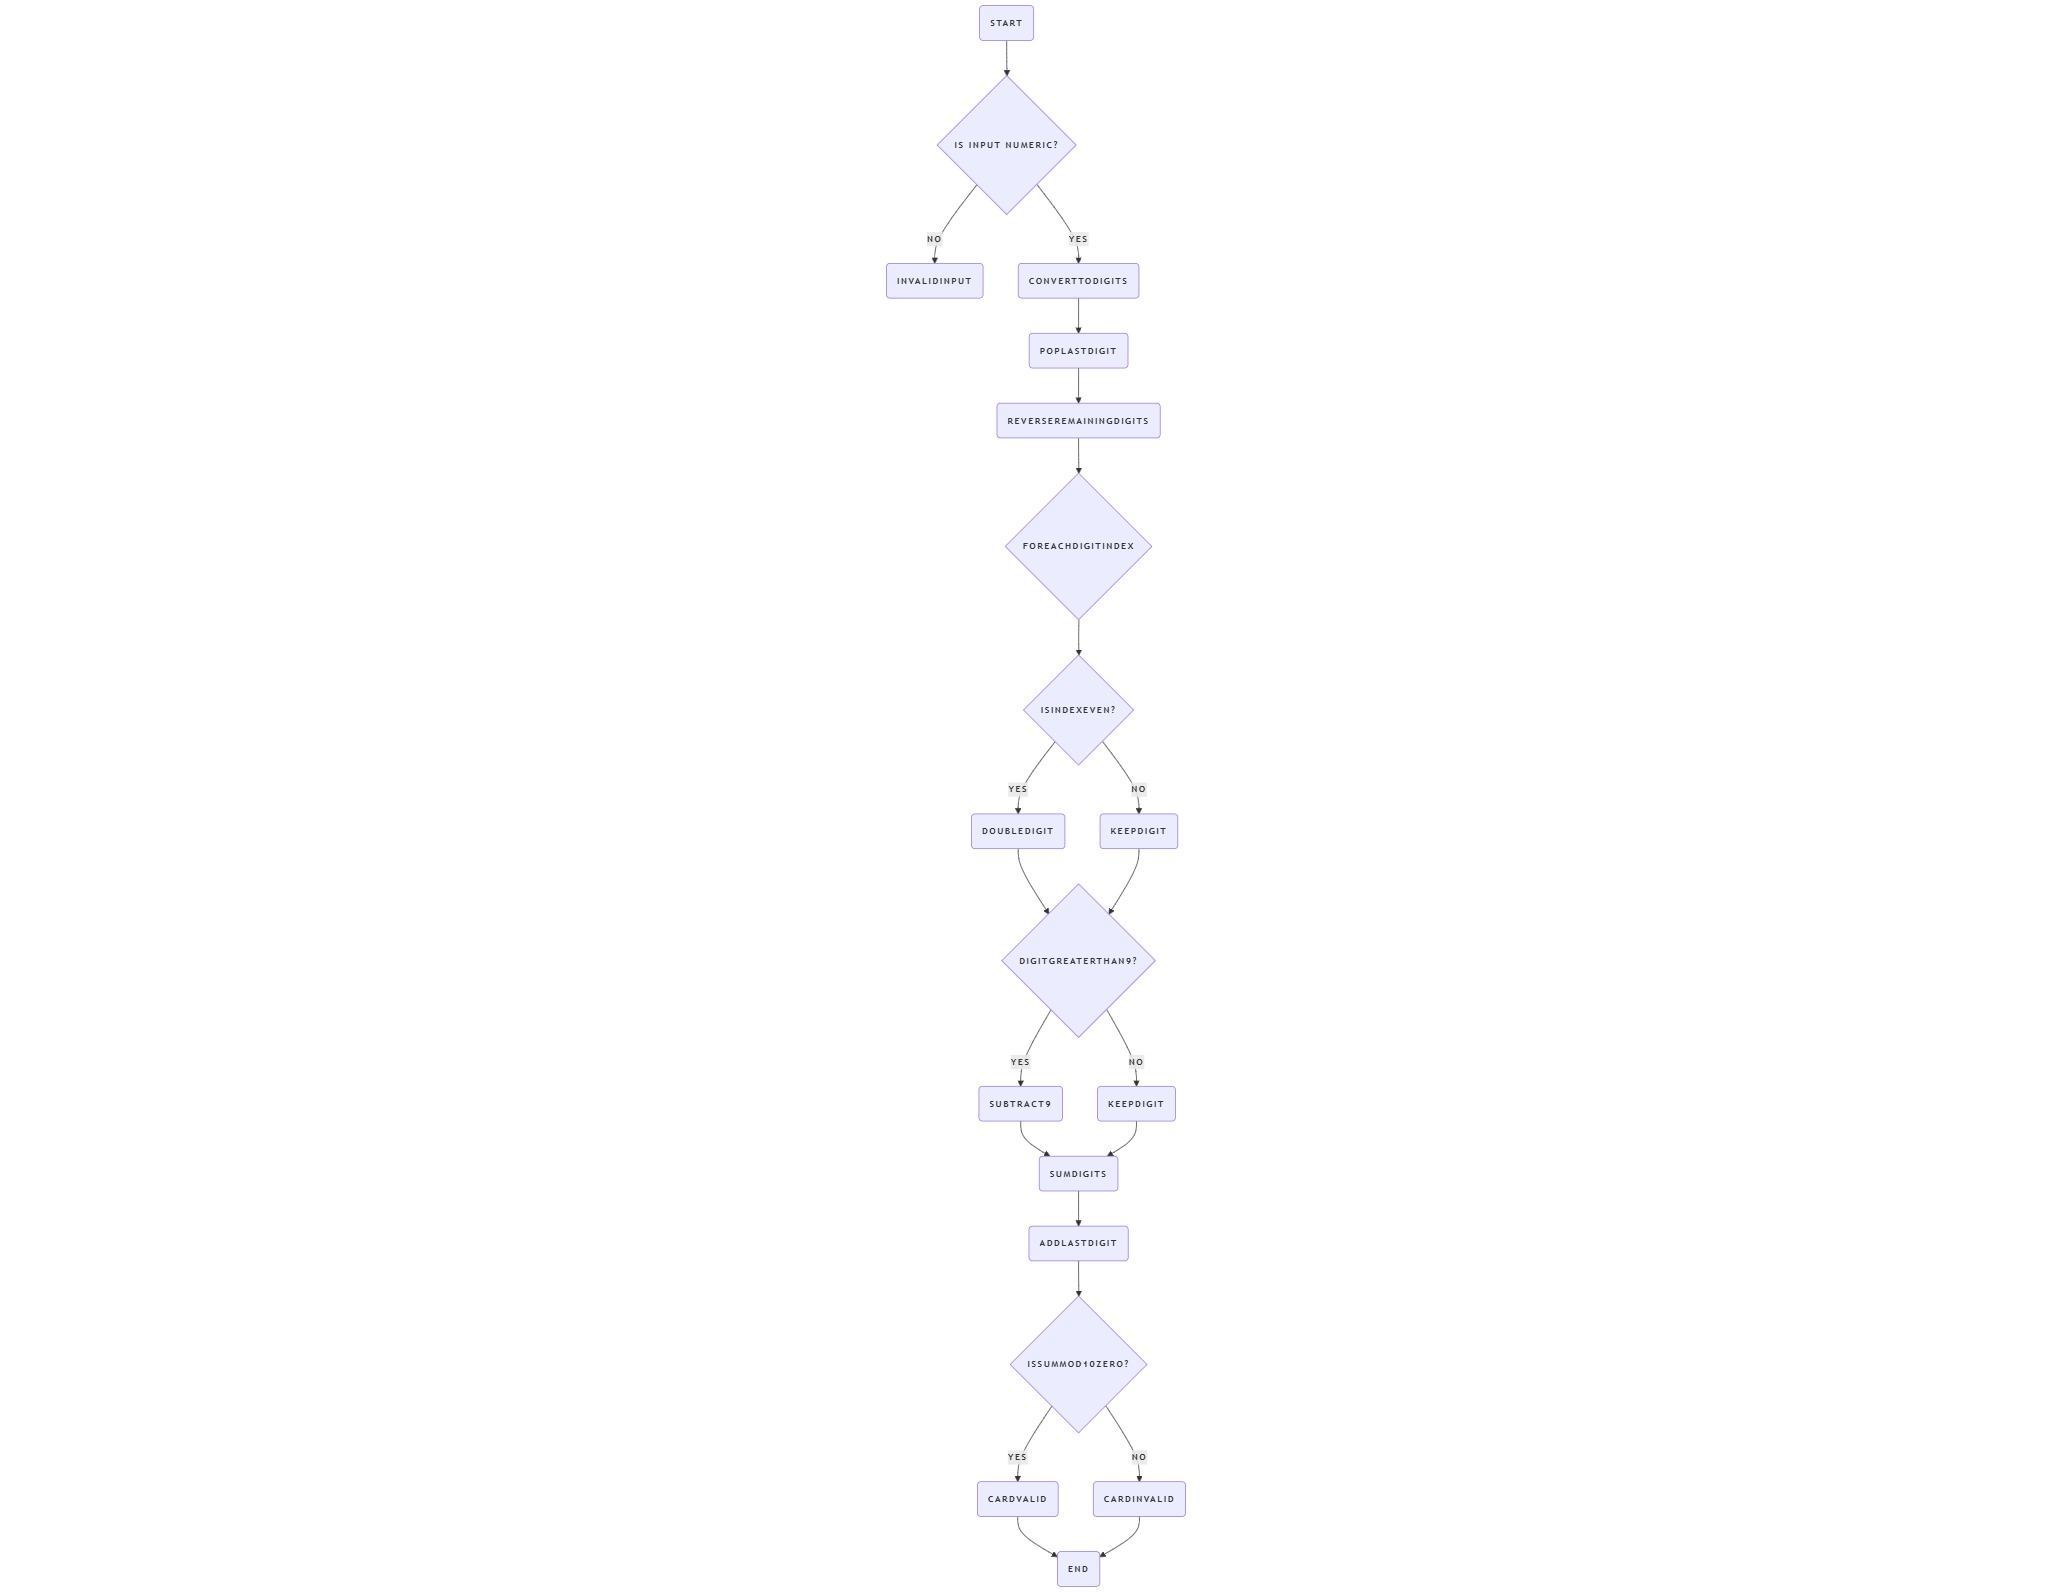 START
IS INPUT NUMERIC?
NO
YES
INVALIDINPUT
CONVERTTODIGITS
POPLASTDIGIT
REVERSEREMAININGDIGITS
FOREACHDIGITINDEX
ISINDEXEVEN?
YES
NO
DOUBLEDIGIT
KEEPDIGIT
DIGITGREATERTHAN9?
YES
NO
SUBTRACT9
KEEPDIGIT
SUMDIGITS
ADDLASTDIGIT
ISSUMMOD10ZERO?
YES
NO
CARDVALID
CARDINVALID
END